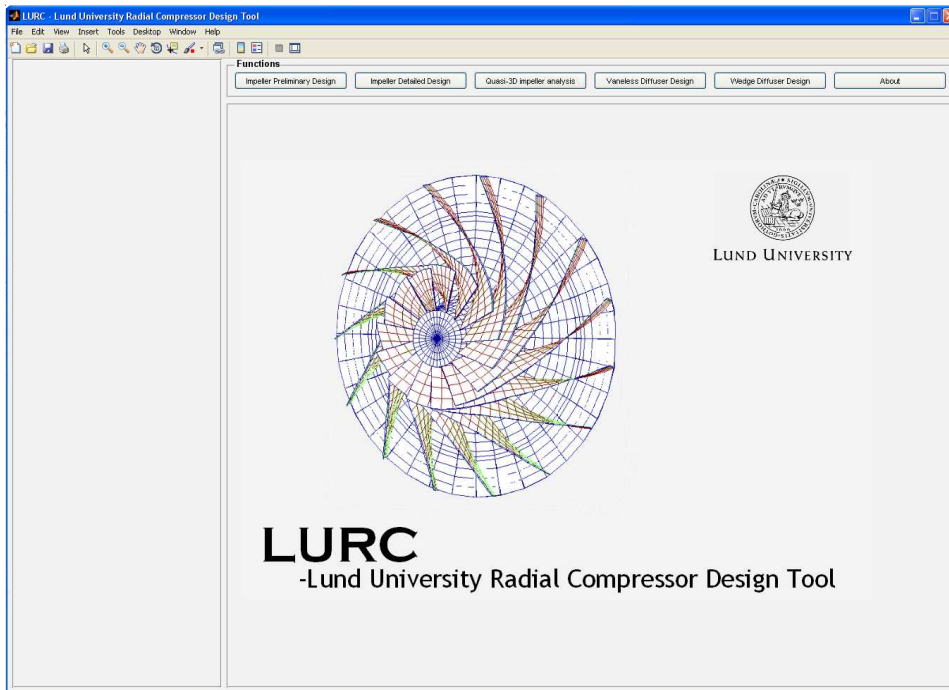 LURC - Lund University Radial Compressor Design Tool
File Edit View Insert Tools Desktop Window Help
Functions
Impeller Preliminary Design Impeller Detailed Design Quasi-3D impeller analysis Vaneless Diffuser Design Wedge Diffuser Design About
LUND UNIVERSITY
LURC
-Lund University Radial Compressor Design Tool